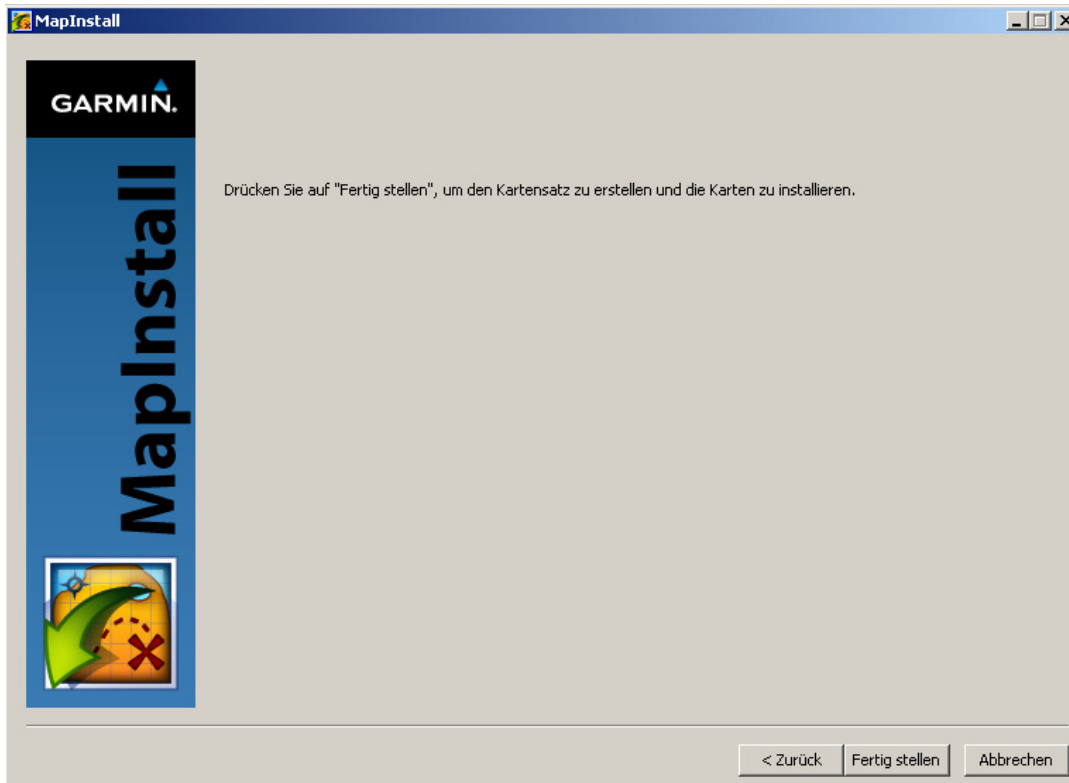 MapInstall
GARMIN.
MapInstall
Drücken Sie auf "Fertig stellen", um den Kartensatz zu erstellen und die Karten zu installieren.
< Zurück
Fertig stellen
Abbrechen